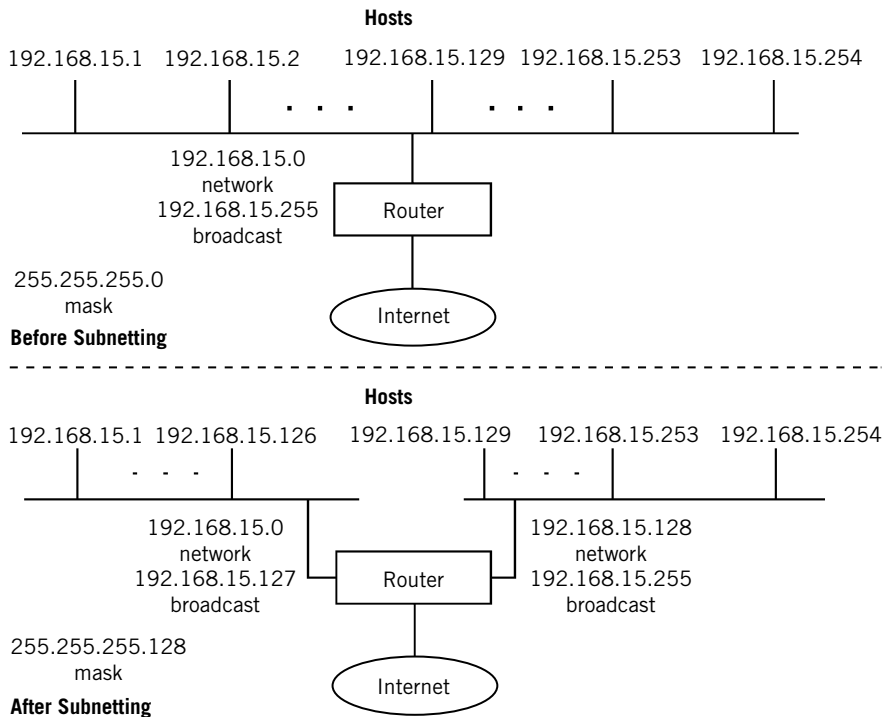 Hosts
192.168.15.1 192.168.15.2 192.168.15.129 192.168.15.253 192.168.15.254
192.168.15.0
network
192.168.15.255
broadcast
Router
255.255.255.0
mask
Internet
Before Subnetting
Hosts
192.168.15.1 192.168.15.126 192.168.15.129 192.168.15.253 192.168.15.254
192.168.15.0
network
192.168.15.127
broadcast
Router
192.168.15.128
network
192.168.15.255
broadcast
255.255.255.128
mask
Internet
After Subnetting